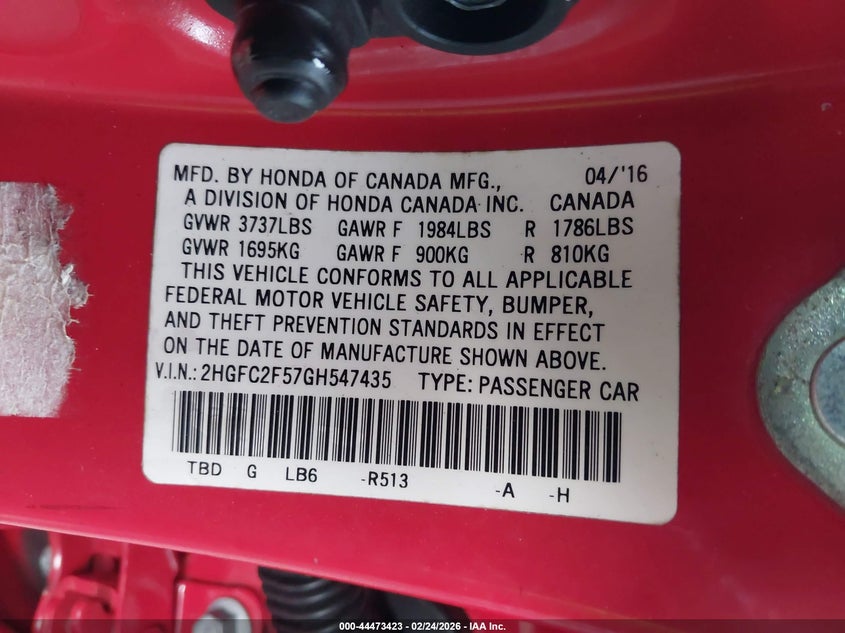 MFD. BY HONDA OF CANADA MFG., 04/'16
A DIVISION OF HONDA CANADA INC. CANADA
GVWR 3737LBS GAWR F 1984LBS R 1786LBS
GVWR 1695KG GAWR F 900KG R 810KG
THIS VEHICLE CONFORMS TO ALL APPLICABLE
FEDERAL MOTOR VEHICLE SAFETY, BUMPER,
AND THEFT PREVENTION STANDARDS IN EFFECT
ON THE DATE OF MANUFACTURE SHOWN ABOVE.
V.I.N.: 2HGFC2F57GH547435 TYPE: PASSENGER CAR
TBD G LB6 -R513 -A -H
000-44473423 - 02/24/2026 - IAA Inc.